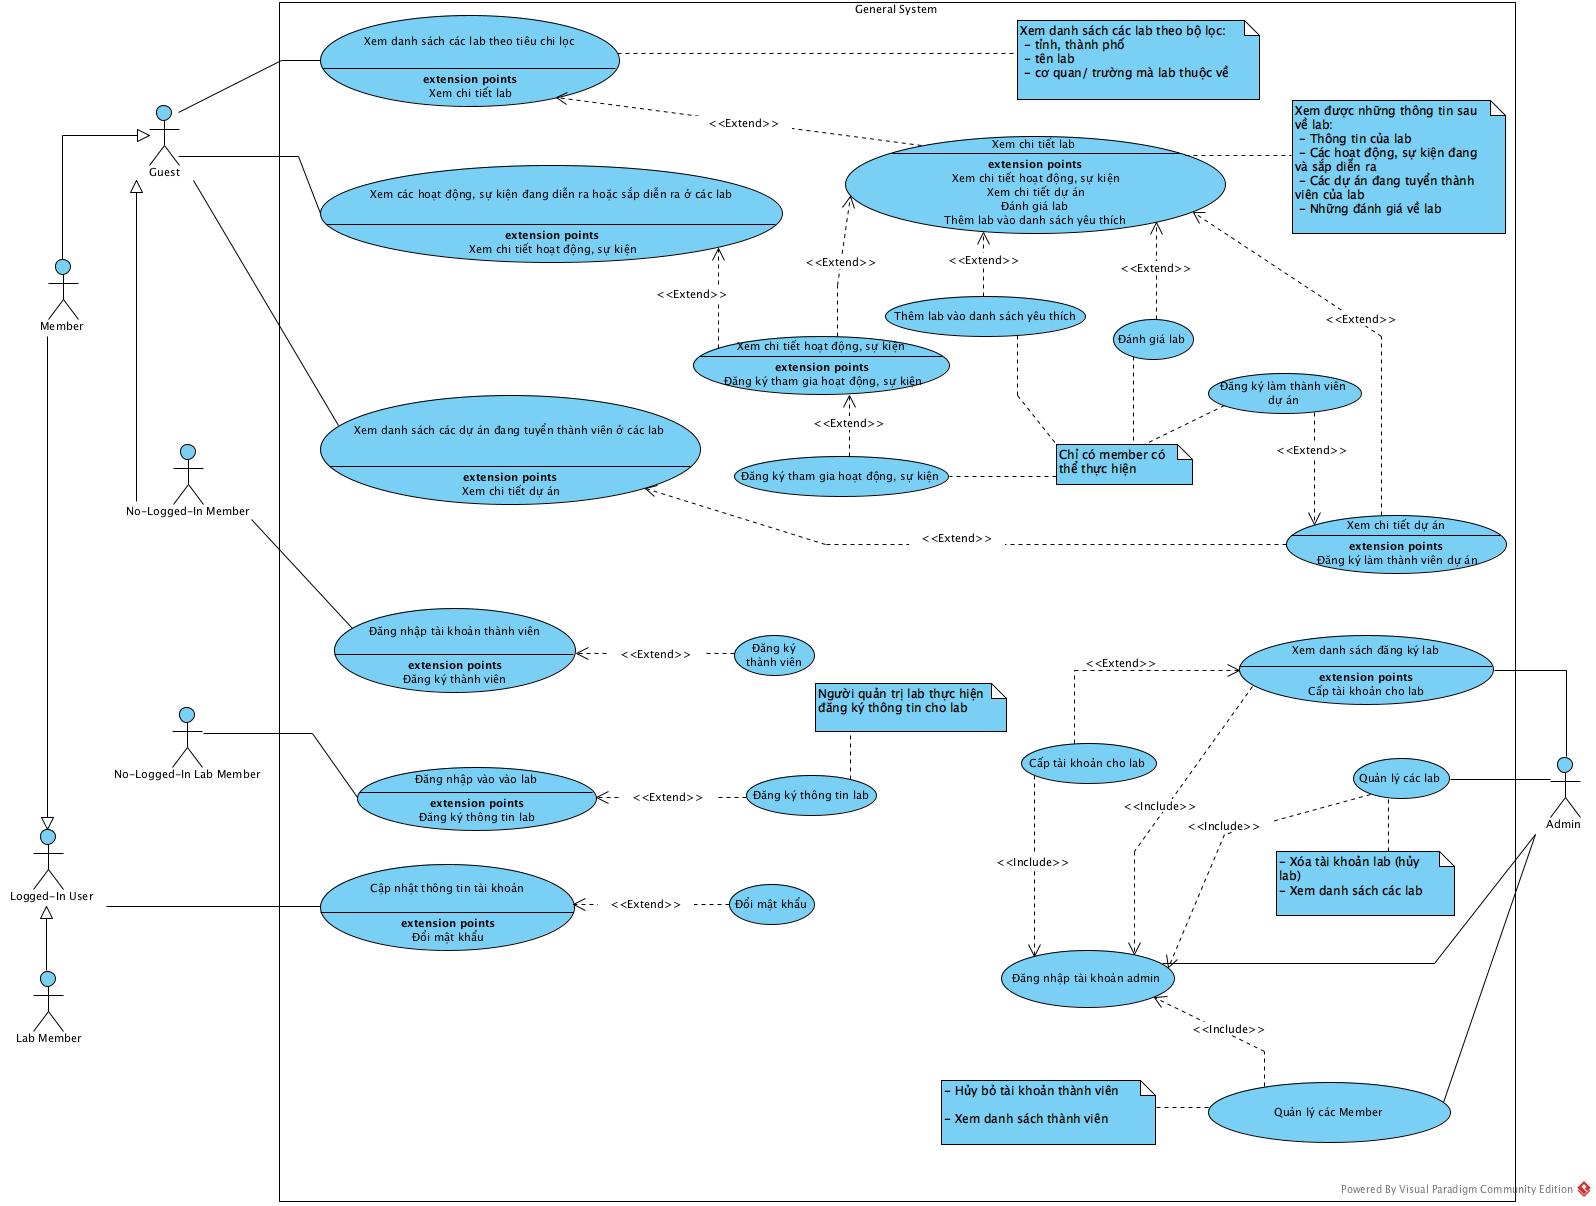 General System
Xem danh sách các lab theo tiêu chi lọc
extension points
Xem chi tiết lab
Xem danh sách các lab theo bộ lọc:
- tỉnh, thành phố
- tên lab
- cơ quan/ trường mà lab thuộc về
<<Extend>>
Xem được những thông tin sau
về lab:
- Thông tin của lab
- Các hoạt động, sự kiện đang
và sắp diễn ra
- Các dự án đang tuyển thành
viên của lab
- Những đánh giá về lab
Xem chi tiết lab
extension points
Xem chi tiết hoạt động, sự kiện
Xem chi tiết dự án
Đánh giá lab
Thêm lab vào danh sách yêu thích
Guest
Xem các hoạt động, sự kiện đang diễn ra hoặc sắp diễn ra ở các lab
extension points
Xem chi tiết hoạt động, sự kiện
<<Extend>>
<<Extend>>
<<Extend>>
<<Extend>>
<<Extend>>
Member
Thêm lab vào danh sách yêu thích
Đánh giá lab
Xem chi tiết hoạt động, sự kiện
extension points
Đăng ký tham gia hoạt động, sự kiện
Đăng ký làm thành viên
dự án
<<Extend>>
Xem danh sách các dự án đang tuyển thành viên ở các lab
extension points
Xem chi tiết dự án
Chỉ có member có
thể thực hiện
<<Extend>>
Đăng ký tham gia hoạt động, sự kiện
No-Logged-In Member
<<Extend>>
Xem chi tiết dự án
extension points
Đăng ký làm thành viên dự án
Đăng nhập tài khoản thành viên
extension points
Đăng ký thành viên
<<Extend>>
Đăng ký
thành viên
Xem danh sách đăng ký lab
extension points
Cấp tài khoản cho lab
<<Extend>>
Người quản trị lab thực hiện
đăng ký thông tin cho lab
No-Logged-In Lab Member
Đăng nhập vào vào lab
extension points
Đăng ký thông tin lab
<<Extend>>
Đăng ký thông tin lab
Cấp tài khoản cho lab
Quản lý các lab
Admin
<<Include>>
<<Include>>
<<Include>>
- Xóa tài khoản lab (hủy
lab)
- Xem danh sách các lab
Logged-In User
Cập nhật thông tin tài khoản
extension points
Đổi mật khẩu
<<Extend>>
Đổi mật khẩu
Đăng nhập tài khoản admin
Lab Member
<<Include>>
- Hủy bỏ tài khoản thành viên
- Xem danh sách thành viên
Quản lý các Member
Powered By Visual Paradigm Community Edition